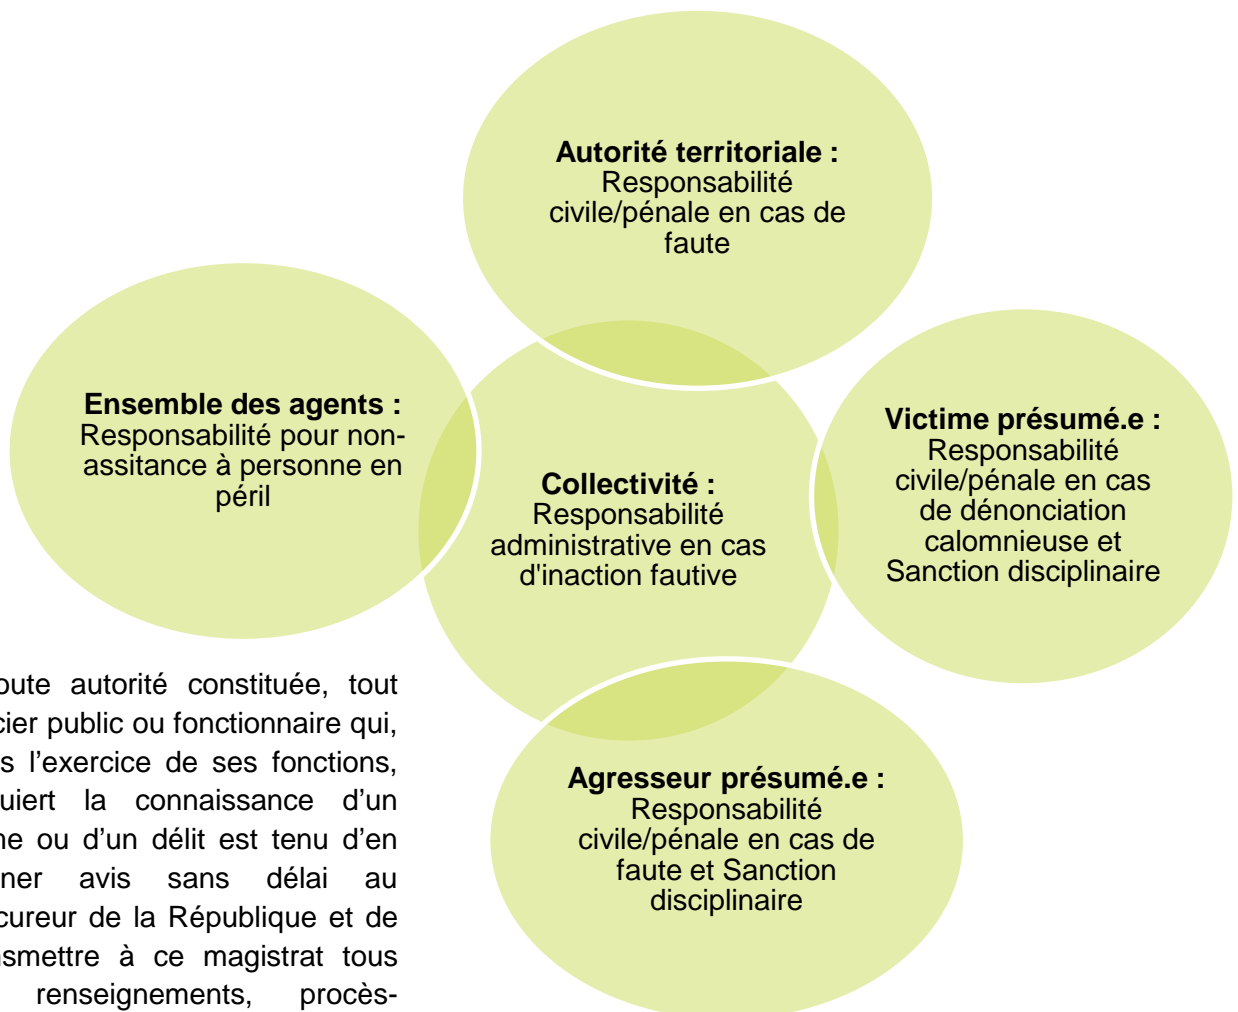 Autorité territoriale :
Responsabilité
civile/pénale en cas de
faute
Ensemble des agents :
Responsabilité pour non-
assitance à personne en
péril
Collectivité :
Responsabilité
administrative en cas
d'inaction fautive
Victime présumé.e :
Responsabilité
civile/pénale en cas
de dénonciation
calomnieuse et
Sanction disciplinaire
Agresseur présumé.e :
Responsabilité
civile/pénale en cas de
faute et Sanction
disciplinaire
oute autorité constituée, tout
cier public ou fonctionnaire qui,
s l’exercice de ses fonctions,
uiert la connaissance d’un
ne ou d’un délit est tenu d’en
ner avis sans délai au
cureur de la République et de
nsmettre à ce magistrat tous
renseignements, procès-